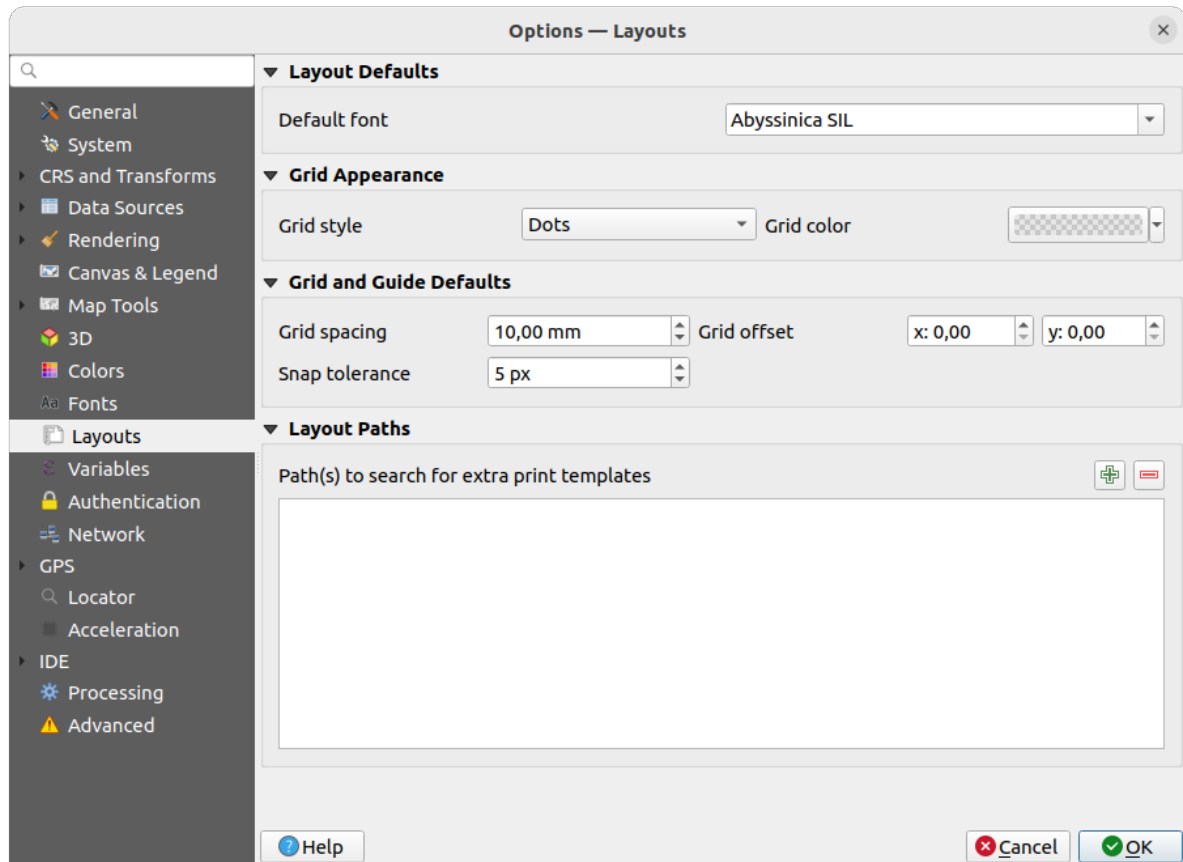 Options — Layouts
General
System
CRS and Transforms
Data Sources
Rendering
Canvas & Legend
Map Tools
3D
Colors
Aa Fonts
Layouts
ε Variables
Authentication
Network
GPS
Locator
Acceleration
IDE
Processing
Advanced
Layout Defaults
Default font Abyssinica SIL
Grid Appearance
Grid style Dots Grid color
Grid and Guide Defaults
Grid spacing 10,00 mm Grid offset x: 0,00 y: 0,00
Snap tolerance 5 px
Layout Paths
Path(s) to search for extra print templates
? Help Cancel OK